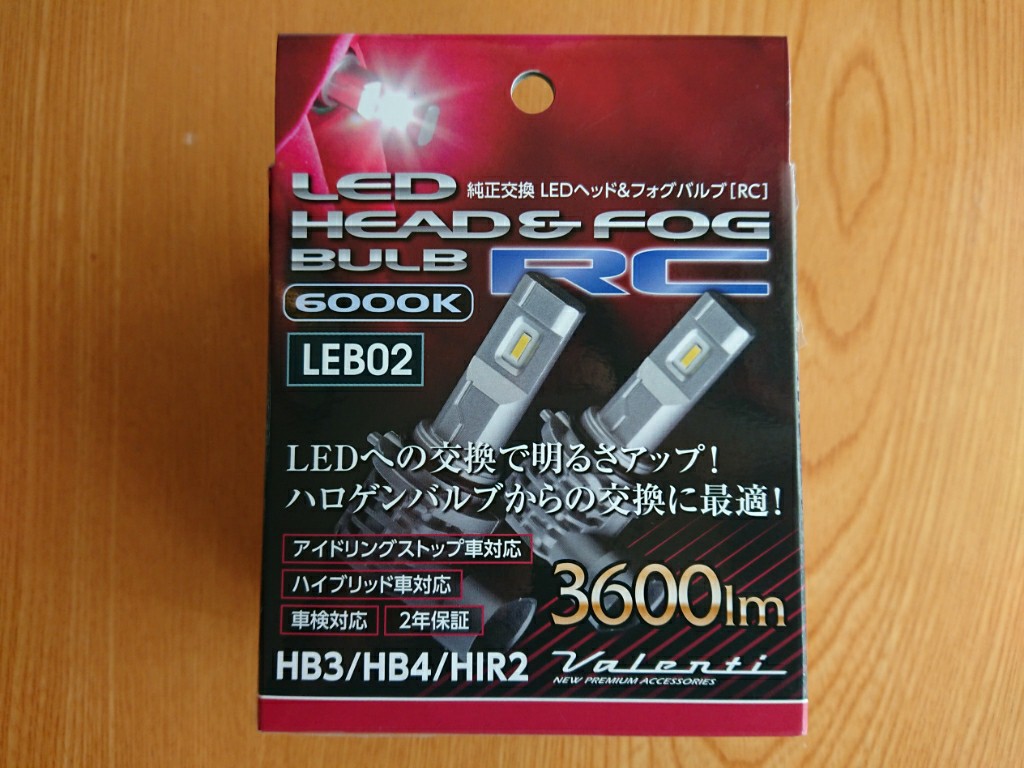 LED 純正交換 LEDヘッド&フォグバルブ[RC]
HEAD & FOG
BULB RC
6000K
LEB02
LEDへの交換で明るさアップ!
ハロゲンバルブからの交換に最適!
アイドリングストップ車対応
ハイブリッド車対応
車検対応 2年保証
3600lm
HB3/HB4/HIR2 Valenti
NEW PREMIUM ACCESSORIES